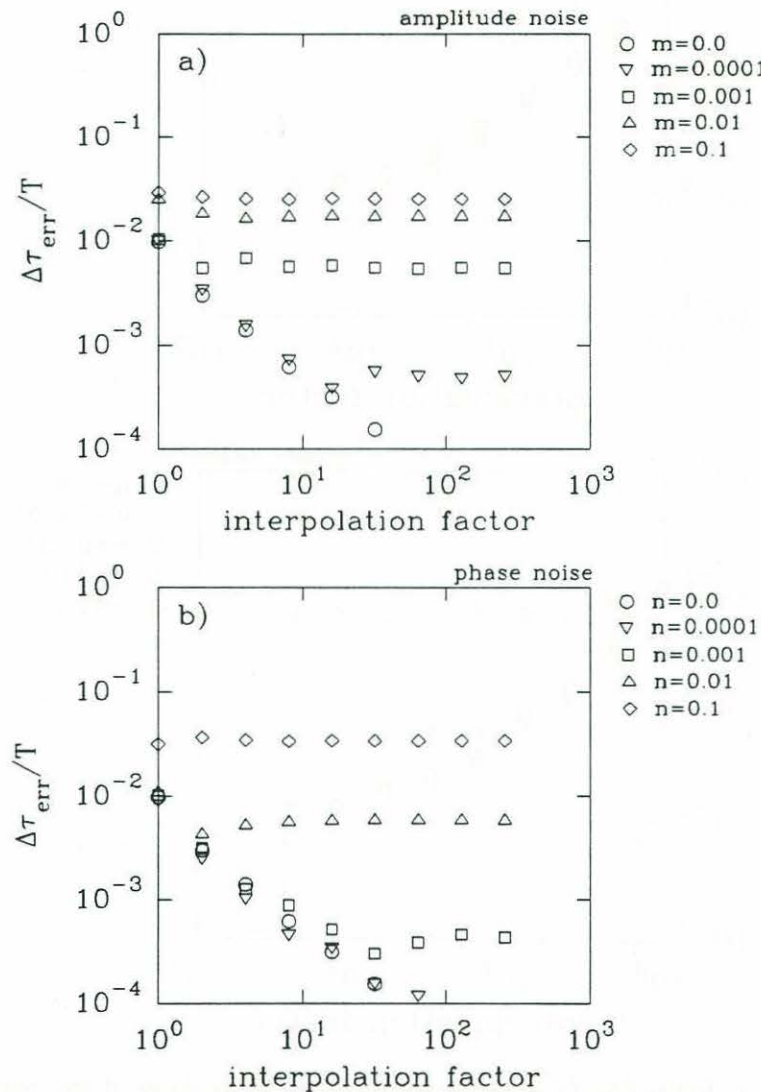 amplitude noise
a)
10^0
10^-1
10^-2
10^-3
10^-4
Δτ_err/T
10^0 10^1 10^2 10^3
interpolation factor
m=0.0
m=0.0001
m=0.001
m=0.01
m=0.1
phase noise
b)
10^0
10^-1
10^-2
10^-3
10^-4
Δτ_err/T
10^0 10^1 10^2 10^3
interpolation factor
n=0.0
n=0.0001
n=0.001
n=0.01
n=0.1